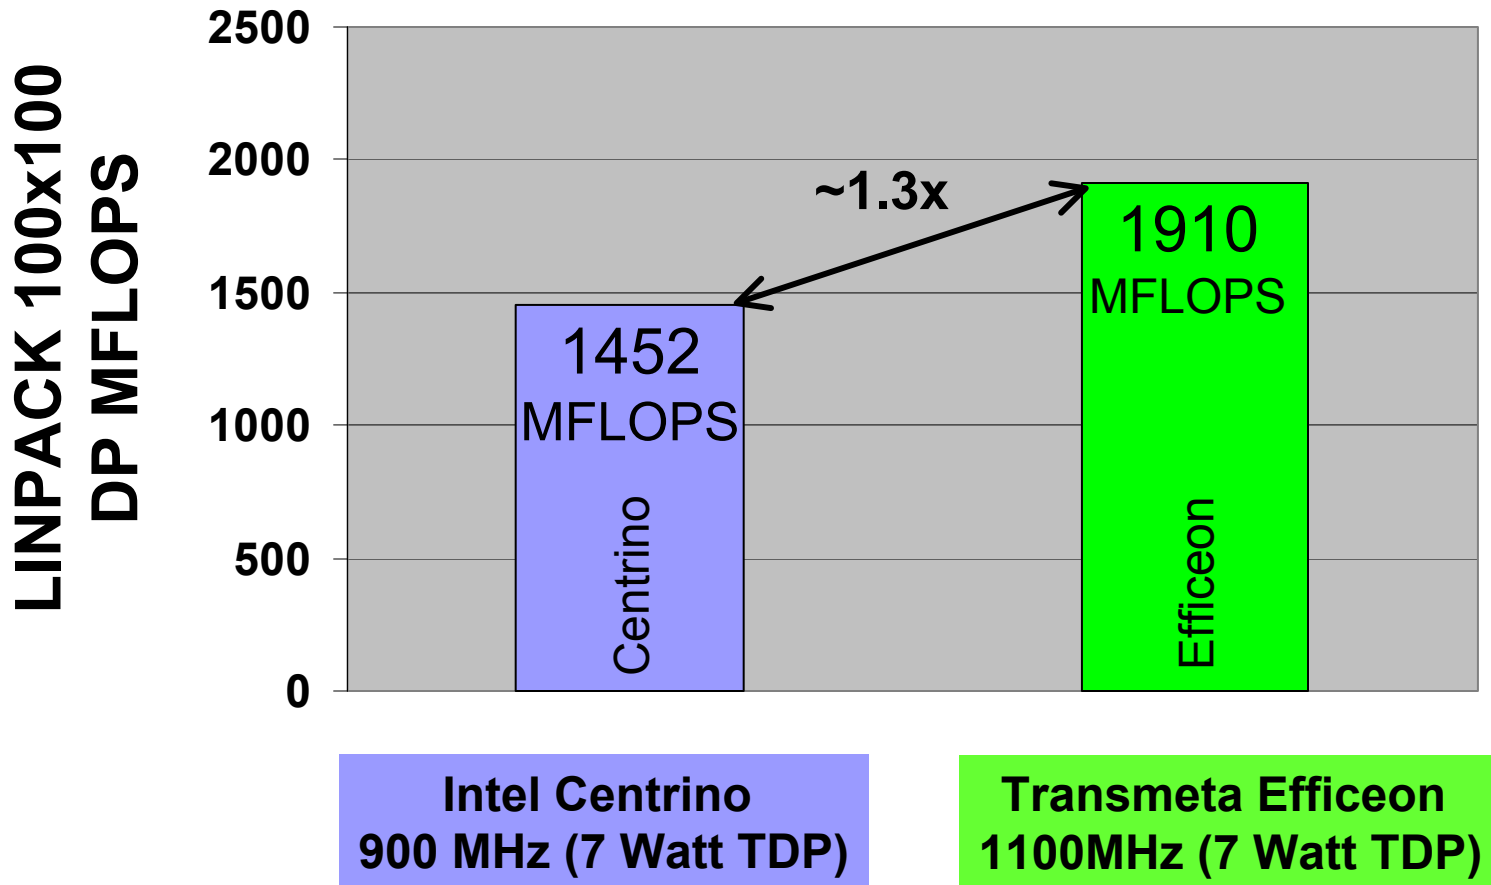 LINPACK 100x100
DP MFLOPS
2500
2000
1500
1000
500
0
~1.3x
1452
MFLOPS
Centrino
1910
MFLOPS
Efficeon
Intel Centrino
900 MHz (7 Watt TDP)
Transmeta Efficeon
1100MHz (7 Watt TDP)